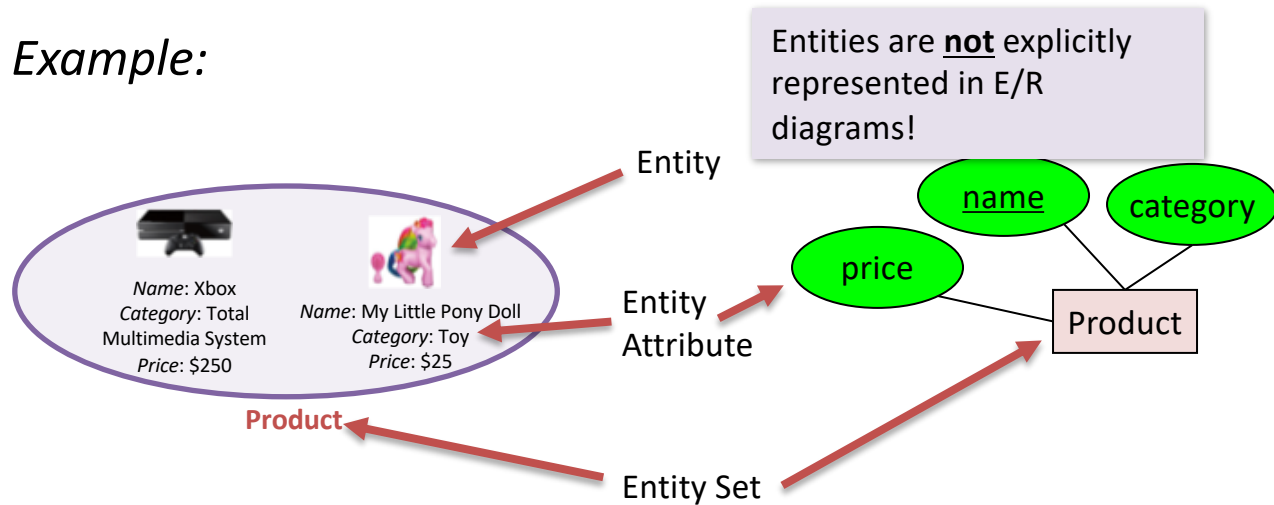 Example:
Entities are not explicitly
represented in E/R
diagrams!
Entity
name
category
price
Name: Xbox
Category: Total
Multimedia System
Price: $250
Name: My Little Pony Doll
Category: Toy
Price: $25
Entity
Attribute
Product
Product
Entity Set